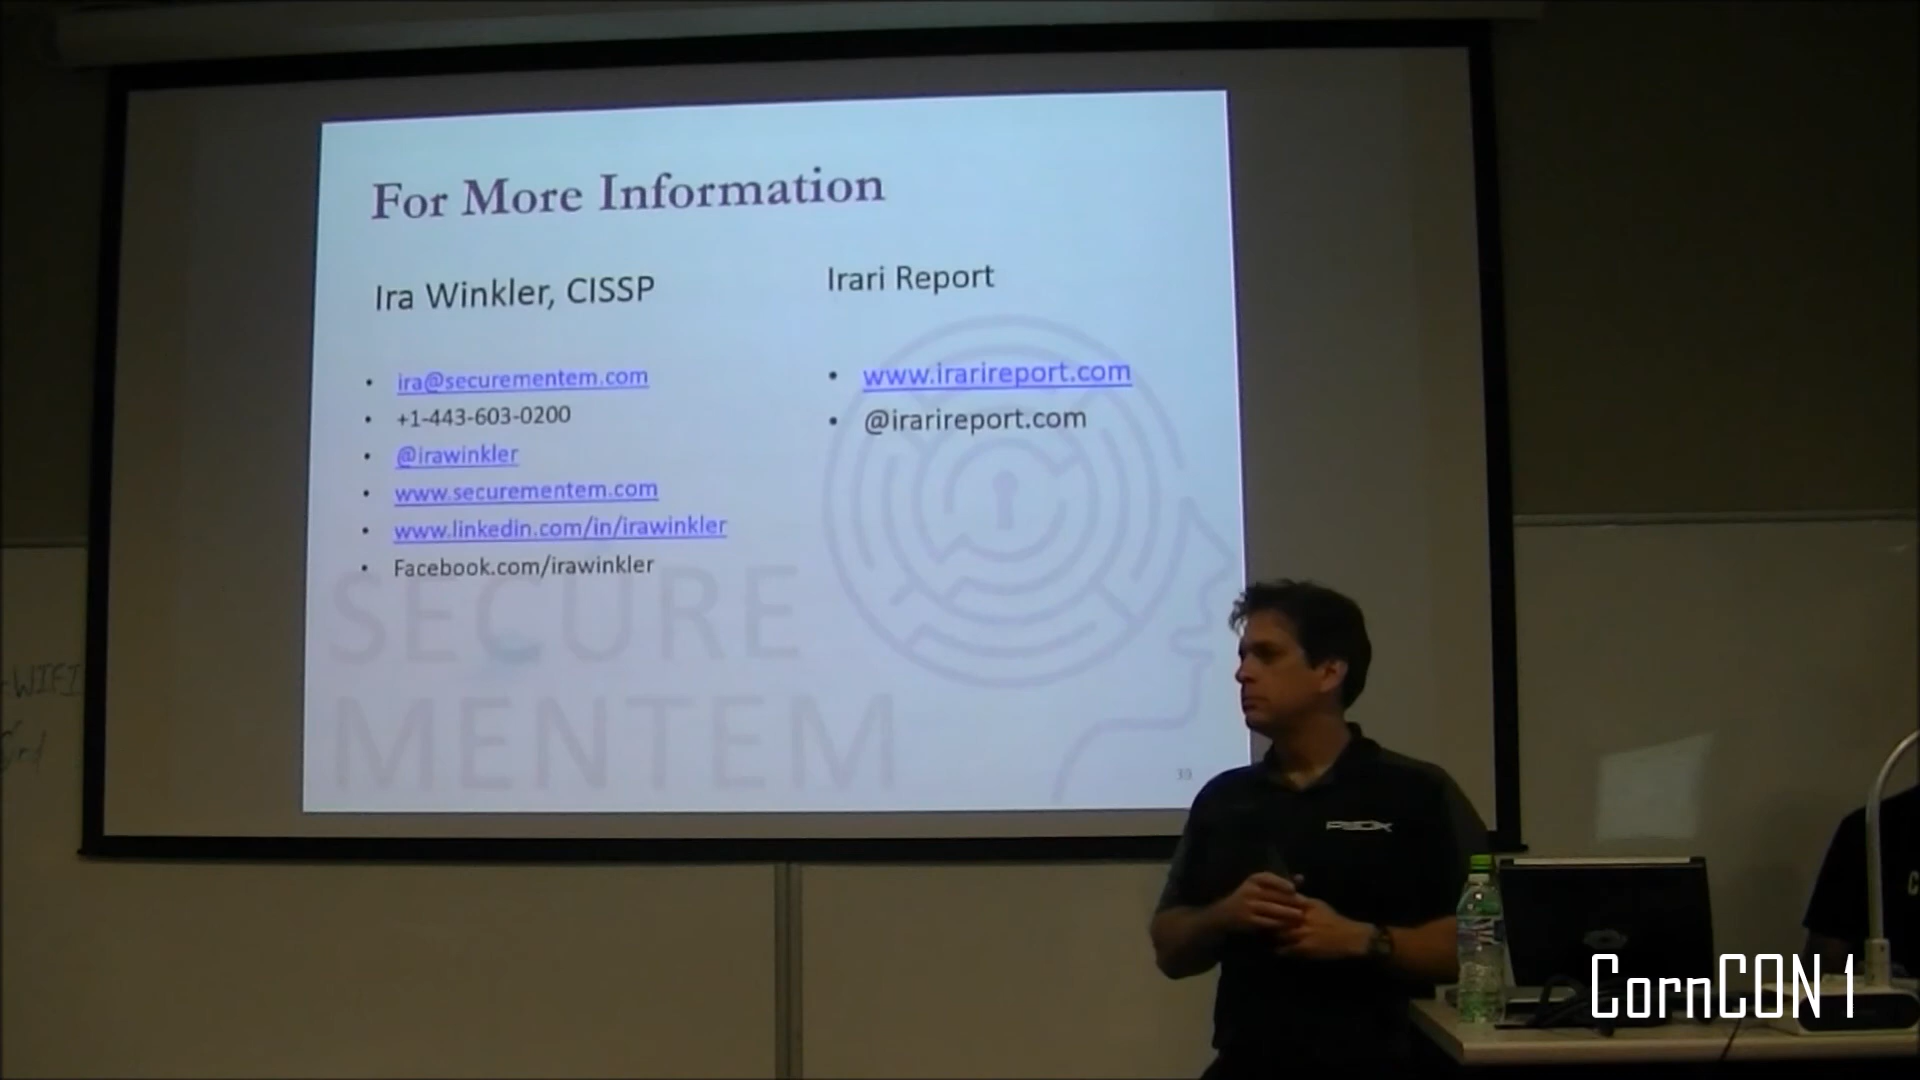 For More Information
Ira Winkler, CISSP
ira@securementem.com
+1-443-603-0200
@irawinkler
www.securementem.com
www.linkedin.com/in/irawinkler
Facebook.com/irawinkler
Irari Report
www.irarireport.com
@irarireport.com
SECURE
MENTEM
WIFI
CornCON 1